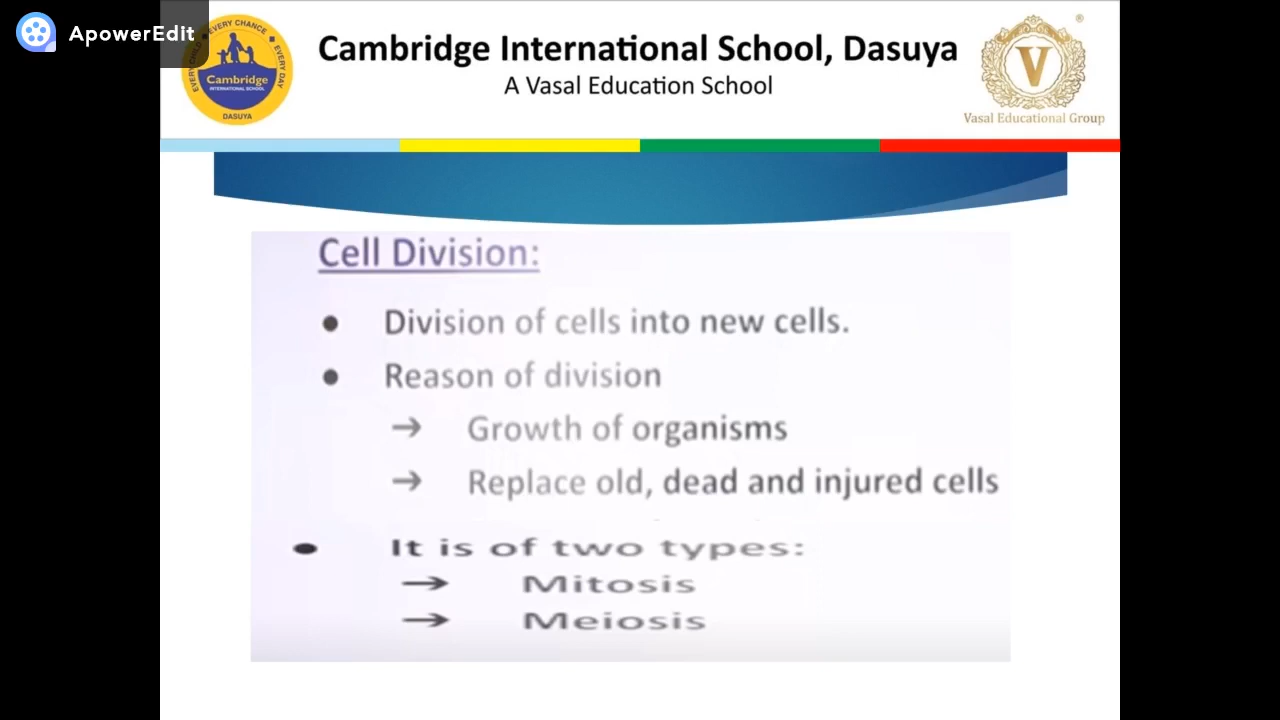 ApowerEdit
EVERY CHILD EVERY CHANCE EVERY DAY
Cambridge
INTERNATIONAL SCHOOL
DASUYA
Cambridge International School, Dasuya
A Vasal Education School
®
V
Vasal Educational Group
Cell Division:
● Division of cells into new cells.
● Reason of division
→ Growth of organisms
→ Replace old, dead and injured cells
● It is of two types:
→ Mitosis
→ Meiosis